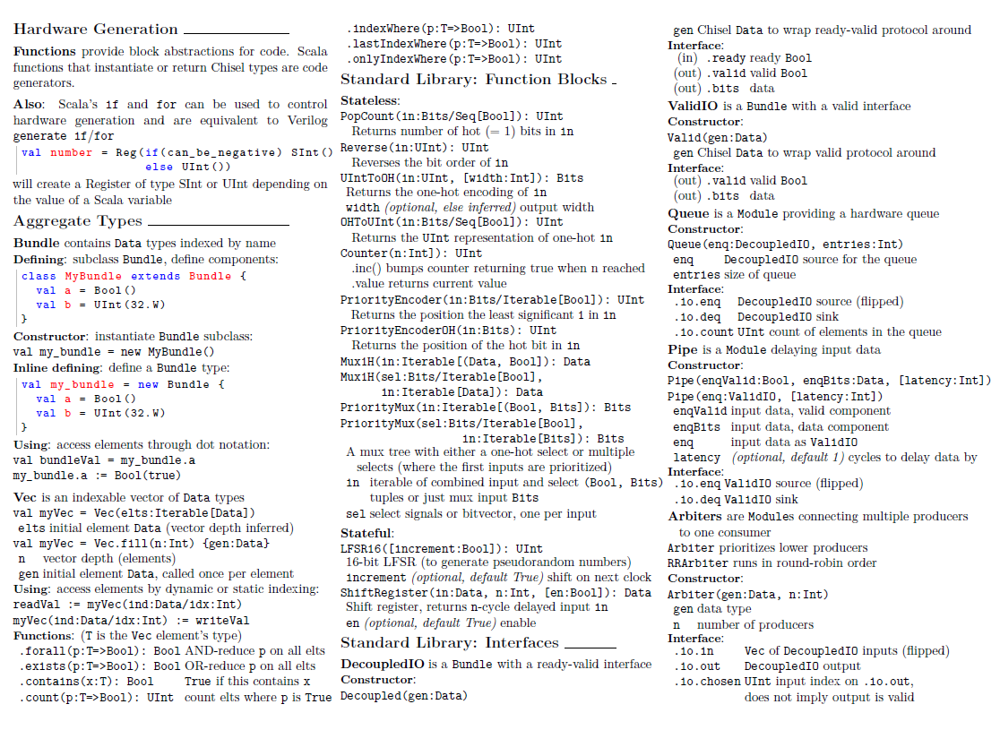 Hardware Generation
Functions provide block abstractions for code. Scala
functions that instantiate or return Chisel types are code
generators.
Also: Scala's if and for can be used to control
hardware generation and are equivalent to Verilog
generate if/for
val number = Reg(if(can_be_negative) SInt()
else UInt())
will create a Register of type SInt or UInt depending on
the value of a Scala variable
Aggregate Types
Bundle contains Data types indexed by name
Defining: subclass Bundle, define components:
class MyBundle extends Bundle {
val a = Bool()
val b = UInt(32.W)
}
Constructor: instantiate Bundle subclass:
val my_bundle = new MyBundle()
Inline defining: define a Bundle type:
val my_bundle = new Bundle {
val a = Bool()
val b = UInt(32.W)
}
Using: access elements through dot notation:
val bundleVal = my_bundle.a
my_bundle.a := Bool(true)
Vec is an indexable vector of Data types
val myVec = Vec(elts:Iterable[Data])
elts initial element Data (vector depth inferred)
val myVec = Vec.fill(n:Int) {gen:Data}
n vector depth (elements)
gen initial element Data, called once per element
Using: access elements by dynamic or static indexing:
readVal := myVec(ind:Data/idx:Int)
myVec(ind:Data/idx:Int) := writeVal
Functions: (T is the Vec element's type)
.forall(p:T=>Bool): Bool AND-reduce p on all elts
.exists(p:T=>Bool): Bool OR-reduce p on all elts
.contains(x:T): Bool True if this contains x
.count(p:T=>Bool): UInt count elts where p is True
.indexWhere(p:T=>Bool): UInt
.lastIndexWhere(p:T=>Bool): UInt
.onlyIndexWhere(p:T=>Bool): UInt
Standard Library: Function Blocks
Stateless:
PopCount(in:Bits/Seq[Bool]): UInt
Returns number of hot (= 1) bits in in
Reverse(in:UInt): UInt
Reverses the bit order of in
UIntToOH(in:UInt, [width:Int]): Bits
Returns the one-hot encoding of in
width (optional, else inferred) output width
OHToUInt(in:Bits/Seq[Bool]): UInt
Returns the UInt representation of one-hot in
Counter(n:Int]): UInt
.inc() bumps counter returning true when n reached
.value returns current value
PriorityEncoder(in:Bits/Iterable[Bool]): UInt
Returns the position the least significant 1 in in
PriorityEncoderOH(in:Bits): UInt
Returns the position of the hot bit in in
Mux1H(in:Iterable[(Data, Bool]): Data
Mux1H(sel:Bits/Iterable[Bool],
in:Iterable[Data]): Data
PriorityMux(in:Iterable[(Bool, Bits]): Bits
PriorityMux(sel:Bits/Iterable[Bool],
in:Iterable[Bits]): Bits
A mux tree with either a one-hot select or multiple
selects (where the first inputs are prioritized)
in iterable of combined input and select (Bool, Bits)
tuples or just mux input Bits
sel select signals or bitvector, one per input
Stateful:
LFSR16([increment:Bool]): UInt
16-bit LFSR (to generate pseudorandom numbers)
increment (optional, default True) shift on next clock
ShiftRegister(in:Data, n:Int, [en:Bool]): Data
Shift register, returns n-cycle delayed input in
en (optional, default True) enable
Standard Library: Interfaces
DecoupledIO is a Bundle with a ready-valid interface
Constructor:
Decoupled(gen:Data)
gen Chisel Data to wrap ready-valid protocol around
Interface:
(in) .ready ready Bool
(out) .valid valid Bool
(out) .bits data
ValidIO is a Bundle with a valid interface
Constructor:
Valid(gen:Data)
gen Chisel Data to wrap valid protocol around
Interface:
(out) .valid valid Bool
(out) .bits data
Queue is a Module providing a hardware queue
Constructor:
Queue(enq:DecoupledIO, entries:Int)
enq DecoupledIO source for the queue
entries size of queue
Interface:
.io.enq DecoupledIO source (flipped)
.io.deq DecoupledIO sink
.io.count UInt count of elements in the queue
Pipe is a Module delaying input data
Constructor:
Pipe(enqValid:Bool, enqBits:Data, [latency:Int])
Pipe(enq:ValidIO, [latency:Int])
enqValid input data, valid component
enqBits input data, data component
enq input data as ValidIO
latency (optional, default 1) cycles to delay data by
Interface:
.io.enq ValidIO source (flipped)
.io.deq ValidIO sink
Arbiters are Modules connecting multiple producers
to one consumer
Arbiter prioritizes lower producers
RRArbiter runs in round-robin order
Constructor:
Arbiter(gen:Data, n:Int)
gen data type
n number of producers
Interface:
.io.in Vec of DecoupledIO inputs (flipped)
.io.out DecoupledIO output
.io.chosen UInt input index on .io.out,
does not imply output is valid